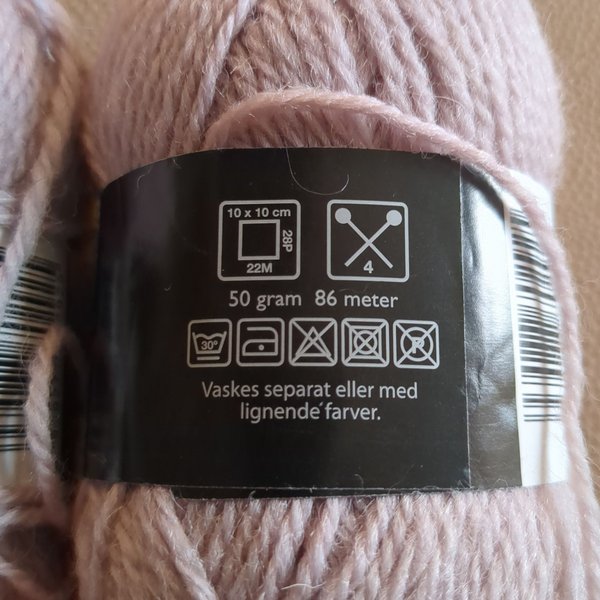 10 x 10 cm
28P
22M
4
50 gram 86 meter
30°
P
Vaskes separat eller med
lignende farver.